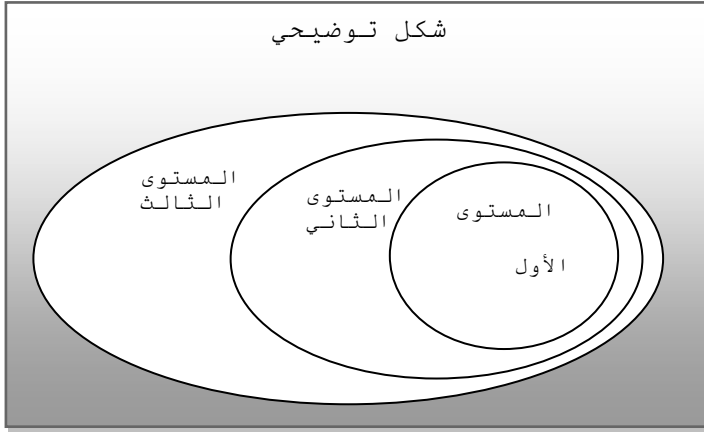 شكل توضيحي
المستوى
الأول
المستوى
الثاني
المستوى
الثالث